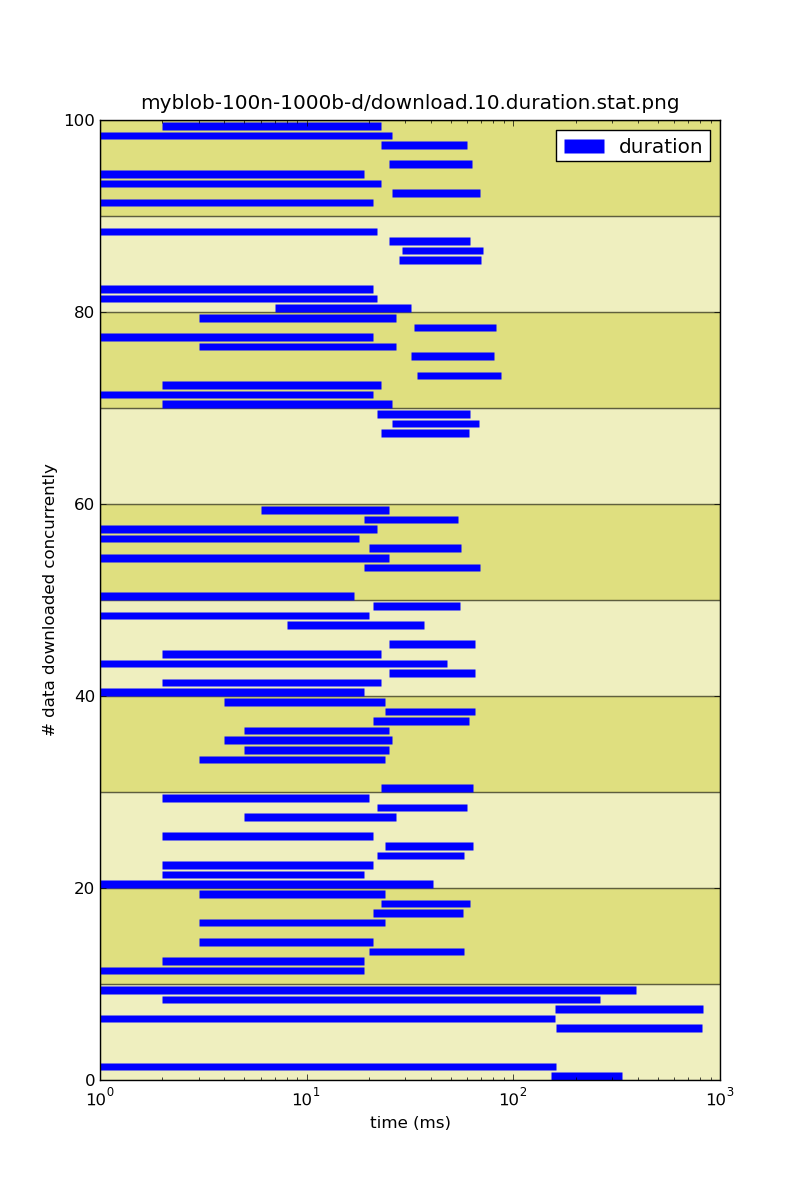 myblob-100n-1000b-d/download.10.duration.stat.png
duration
100
80
60
40
20
0
# data downloaded concurrently
10^0 10^1 10^2 10^3
time (ms)